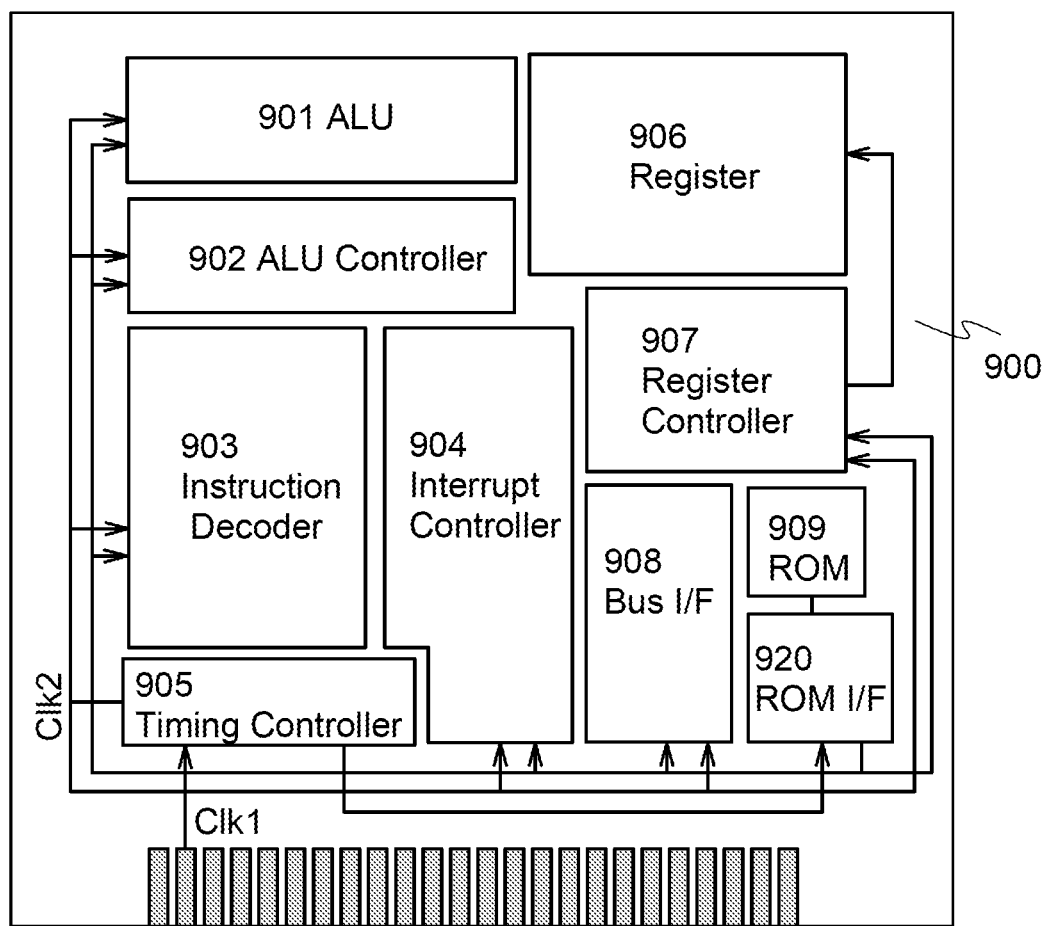 901 ALU
906
Register
902 ALU Controller
907
Register
Controller
900
903
Instruction
Decoder
904
Interrupt
Controller
908
Bus I/F
909
ROM
920
ROM I/F
905
Timing Controller
Clk2
Clk1